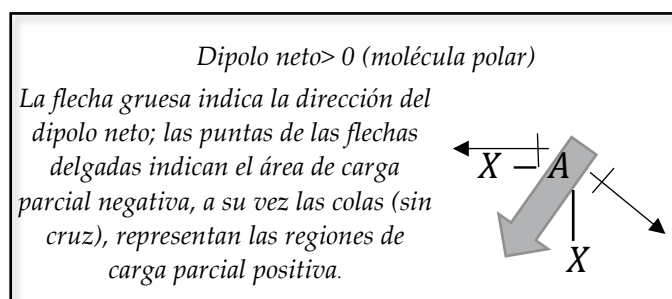 Dipolo neto> 0 (molécula polar)
La flecha gruesa indica la dirección del
dipolo neto; las puntas de las flechas
delgadas indican el área de carga
parcial negativa, a su vez las colas (sin
cruz), representan las regiones de
carga parcial positiva.
X – A
X